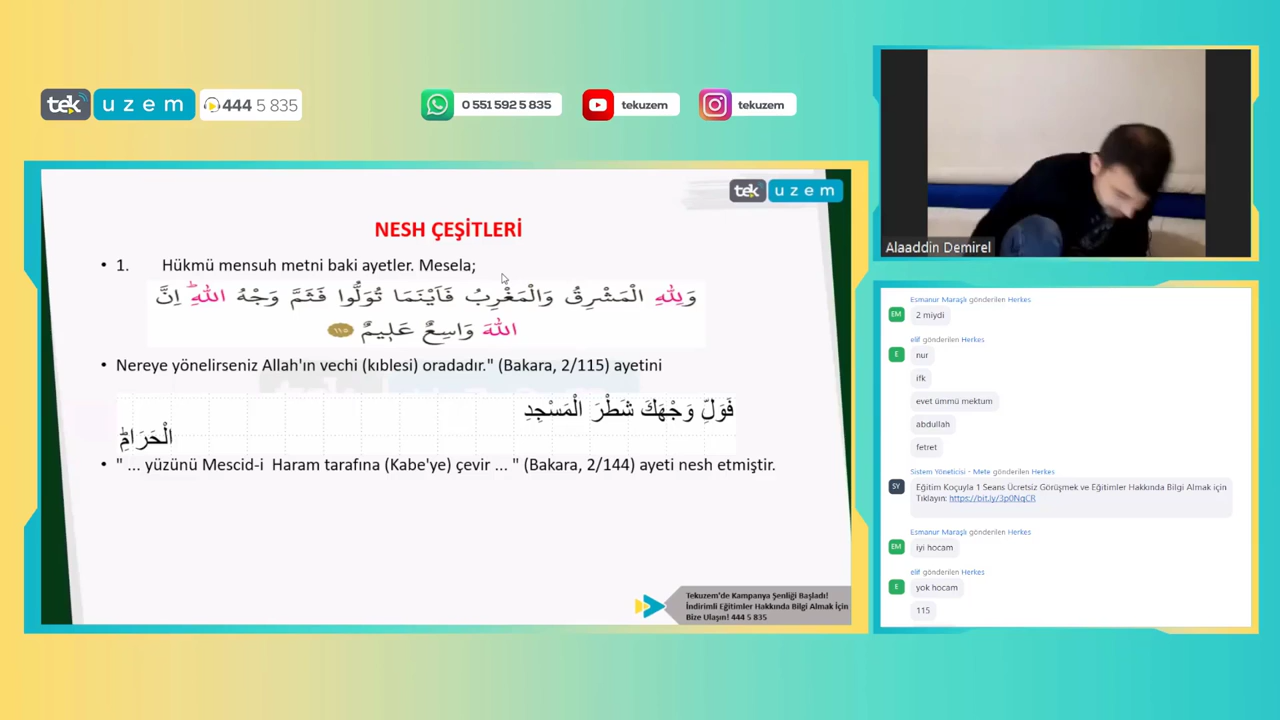 tek uzem 444 5 835
0 551 592 5 835
tekuzem
tekuzem
tek uzem
NESH ÇEŞİTLERİ
• 1. Hükmü mensuh metni baki ayetler. Mesela;
وَلِلّٰهِ الْمَشْرِقُ وَالْمَغْرِبُ فَاَيْنَمَا تُوَلُّوا فَثَمَّ وَجْهُ اللّٰهِۜ اِنَّ
اللّٰهَ وَاسِعٌ عَلٖيمٌ ١١٥
• Nereye yönelirseniz Allah'ın vechi (kıblesi) oradadır." (Bakara, 2/115) ayetini
فَوَلِّ وَجْهَكَ شَطْرَ الْمَسْجِدِ
الْحَرَامِۜ
• " ... yüzünü Mescid-i Haram tarafına (Kabe'ye) çevir ... " (Bakara, 2/144) ayeti nesh etmiştir.
Tekuzem'de Kampanya Şenliği Başladı!
İndirimli Eğitimler Hakkında Bilgi Almak İçin
Bize Ulaşın! 444 5 835
Alaaddin Demirel
Esmanur Maraşlı gönderilen Herkes
EM 2 miydi
elif gönderilen Herkes
E nur
ifk
evet ümmü mektum
abdullah
fetret
Sistem Yöneticisi - Mete gönderilen Herkes
SY Eğitim Koçuyla 1 Seans Ücretsiz Görüşmek ve Eğitimler Hakkında Bilgi Almak için
Tıklayın: https://bit.ly/3p0NqCR
Esmanur Maraşlı gönderilen Herkes
EM iyi hocam
elif gönderilen Herkes
E yok hocam
115